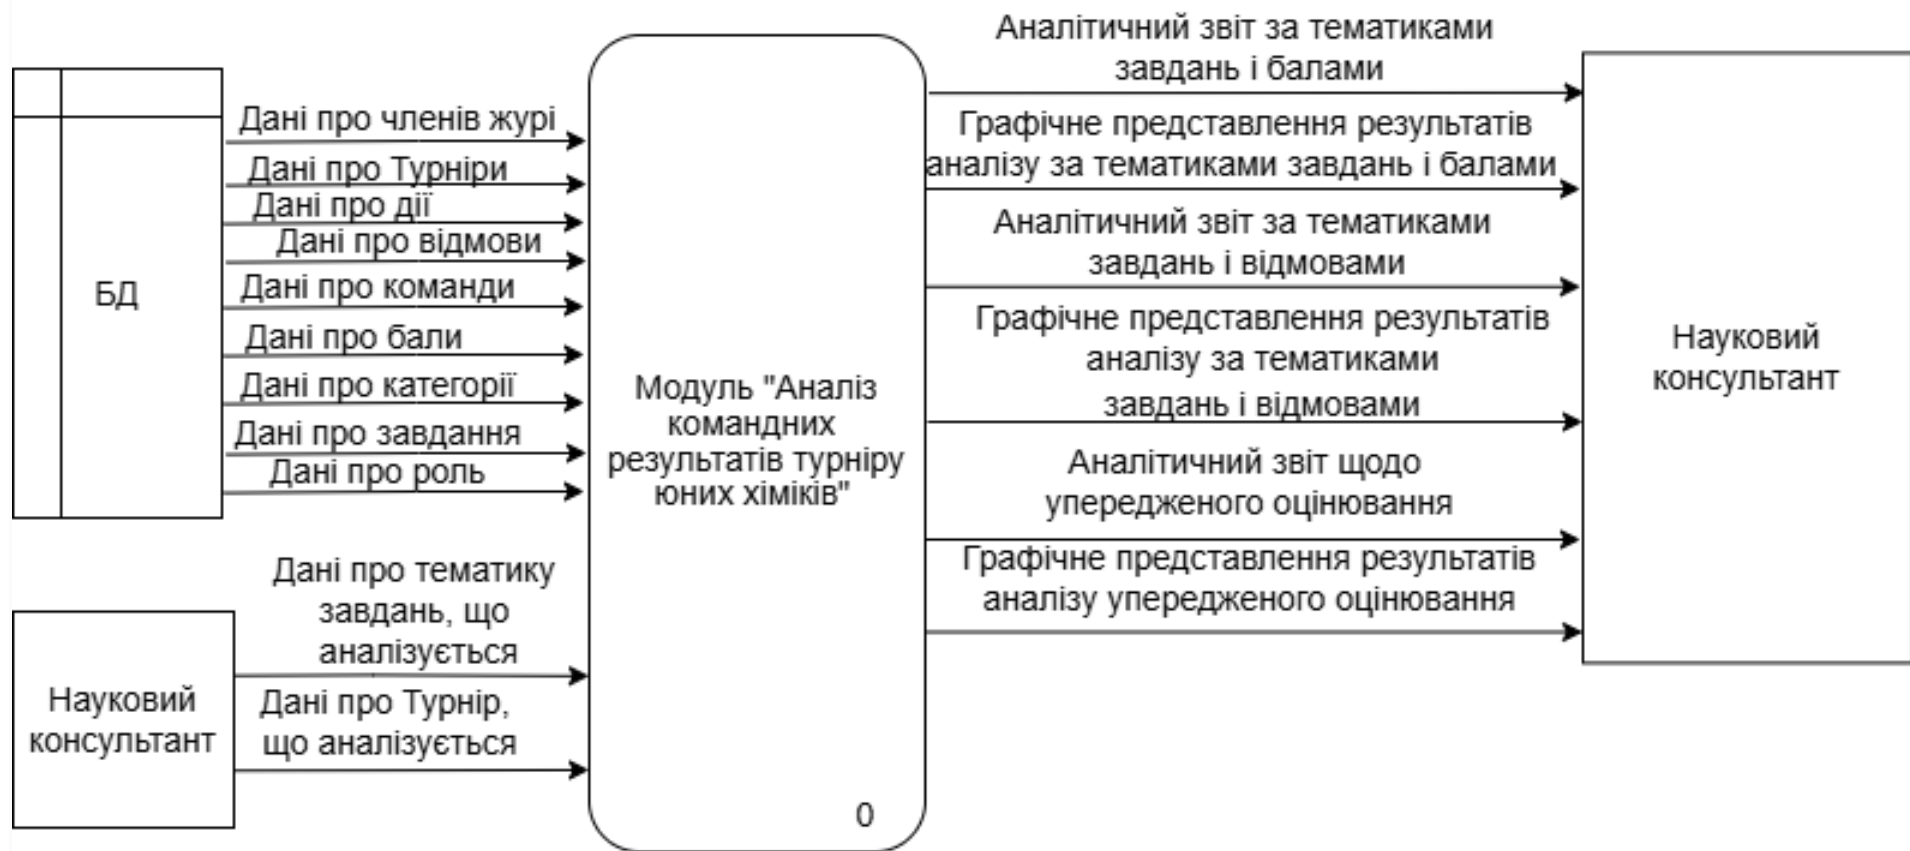 БД
Дані про членів журі
Дані про Турніри
Дані про дії
Дані про відмови
Дані про команди
Дані про бали
Дані про категорії
Дані про завдання
Дані про роль
Науковий
консультант
Дані про тематику
завдань, що
аналізується
Дані про Турнір,
що аналізується
Модуль "Аналіз
командних
результатів турніру
юних хіміків"
0
Аналітичний звіт за тематиками
завдань і балами
Графічне представлення результатів
аналізу за тематиками завдань і балами
Аналітичний звіт за тематиками
завдань і відмовами
Графічне представлення результатів
аналізу за тематиками
завдань і відмовами
Аналітичний звіт щодо
упередженого оцінювання
Графічне представлення результатів
аналізу упередженого оцінювання
Науковий
консультант